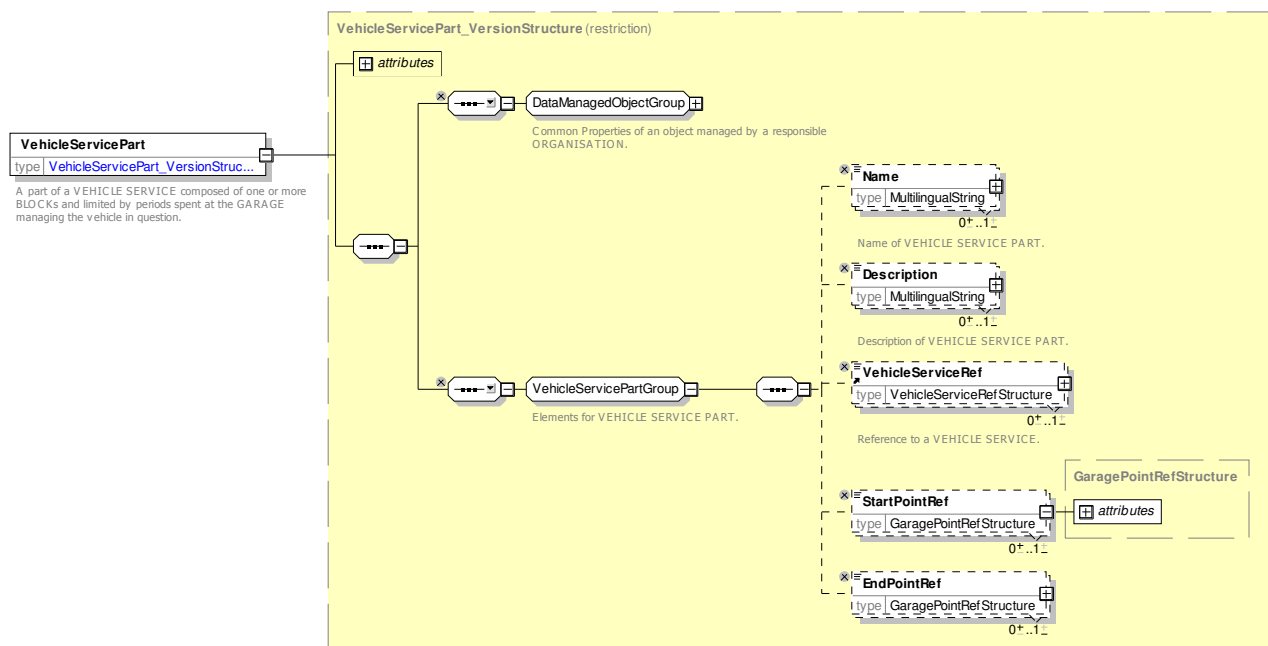 VehicleServicePart_VersionStructure (restriction)
attributes
DataManagedObjectGroup
Common Properties of an object managed by a responsible
ORGANISATION.
VehicleServicePart
type VehicleServicePart_VersionStruc...
A part of a VEHICLE SERVICE composed of one or more
BLOCKs and limited by periods spent at the GARAGE
managing the vehicle in question.
Name
type MultilingualString
0±..1±
Name of VEHICLE SERVICE PART.
Description
type MultilingualString
0±..1±
Description of VEHICLE SERVICE PART.
VehicleServicePartGroup
Elements for VEHICLE SERVICE PART.
VehicleServiceRef
type VehicleServiceRefStructure
0±..1±
Reference to a VEHICLE SERVICE.
GaragePointRefStructure
attributes
StartPointRef
type GaragePointRefStructure
0±..1±
EndPointRef
type GaragePointRefStructure
0±..1±